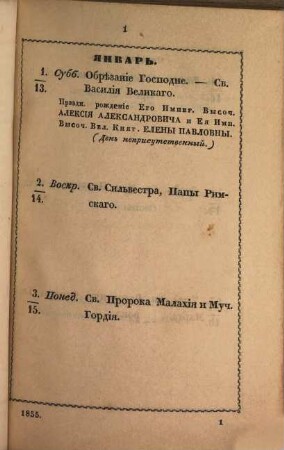 1
ЯНВАРЬ.
1. Субб. Обрѣзаніе Господне. — Св.
13. Василія Великаго.
Праздн. рожденіе Его Импер. Высоч.
АЛЕКСІЯ АЛЕКСАНДРОВИЧА и Ея Имп.
Высоч. Вел. Княг. ЕЛЕНЫ ПАВЛОВНЫ.
(День неприсутственный.)
2. Воскр. Св. Сильвестра, Папы Рим-
14. скаго.
3. Понед. Св. Пророка Малахія и Муч.
15. Гордія.
1855.
1